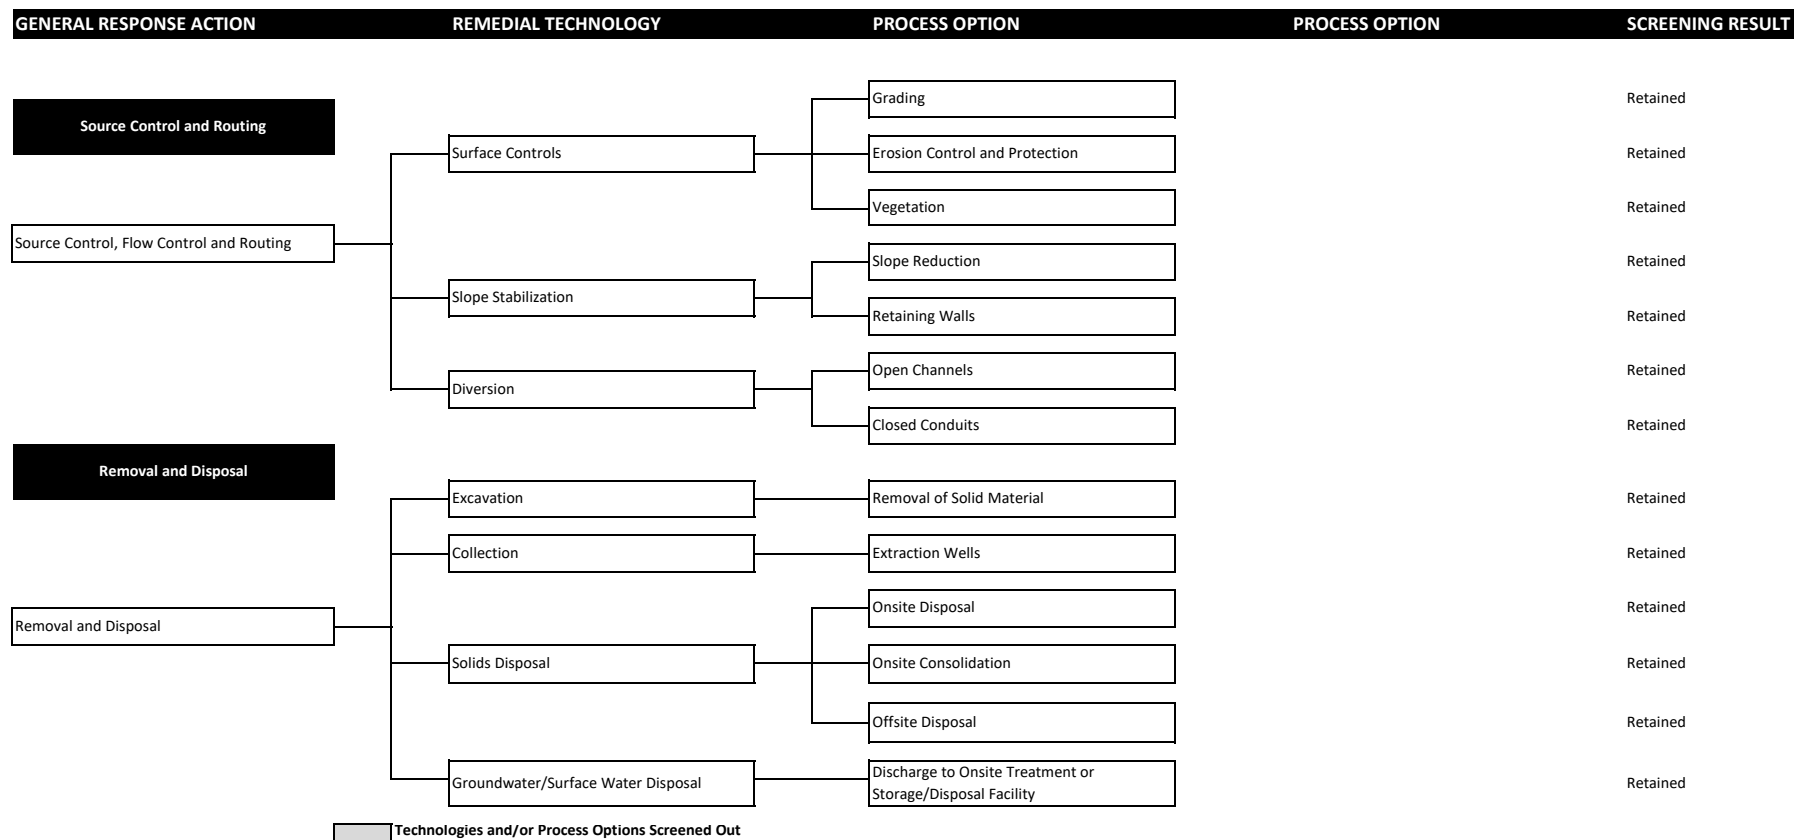 GENERAL RESPONSE ACTION REMEDIAL TECHNOLOGY PROCESS OPTION PROCESS OPTION SCREENING RESULT
Grading Retained
Source Control and Routing
Surface Controls Erosion Control and Protection Retained
Vegetation Retained
Source Control, Flow Control and Routing
Slope Reduction Retained
Slope Stabilization
Retaining Walls Retained
Open Channels Retained
Diversion
Closed Conduits Retained
Removal and Disposal
Excavation Removal of Solid Material Retained
Collection Extraction Wells Retained
Onsite Disposal Retained
Removal and Disposal
Solids Disposal Onsite Consolidation Retained
Offsite Disposal Retained
Groundwater/Surface Water Disposal Discharge to Onsite Treatment or
Storage/Disposal Facility Retained
Technologies and/or Process Options Screened Out